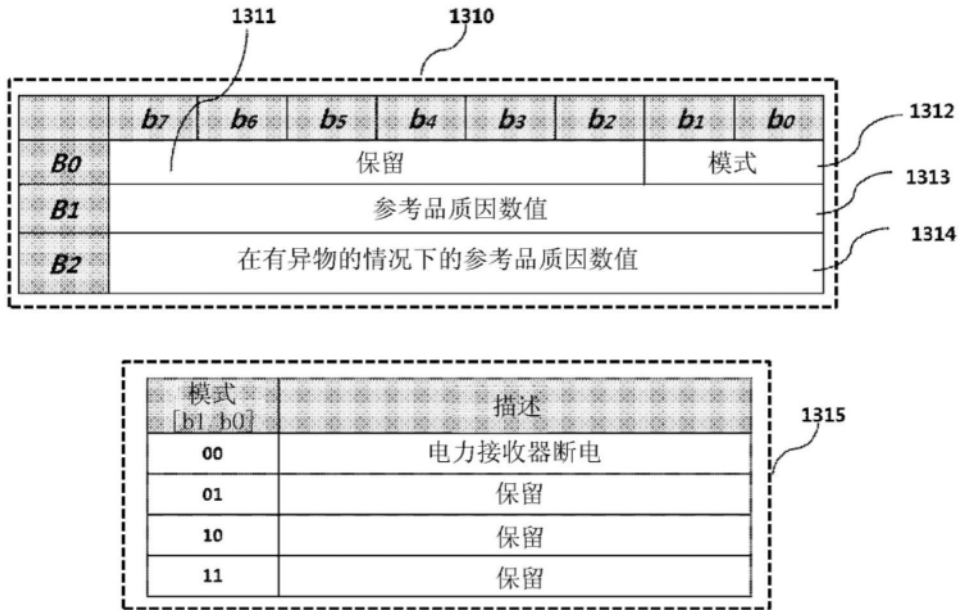 1311 1310
b7 b6 b5 b4 b3 b2 b1 b0
1312
B0 保留 模式
1313
B1 参考品质因数值
1314
B2 在有异物的情况下的参考品质因数值
模式 描述
[b1 b0]
1315
00 电力接收器断电
01 保留
10 保留
11 保留